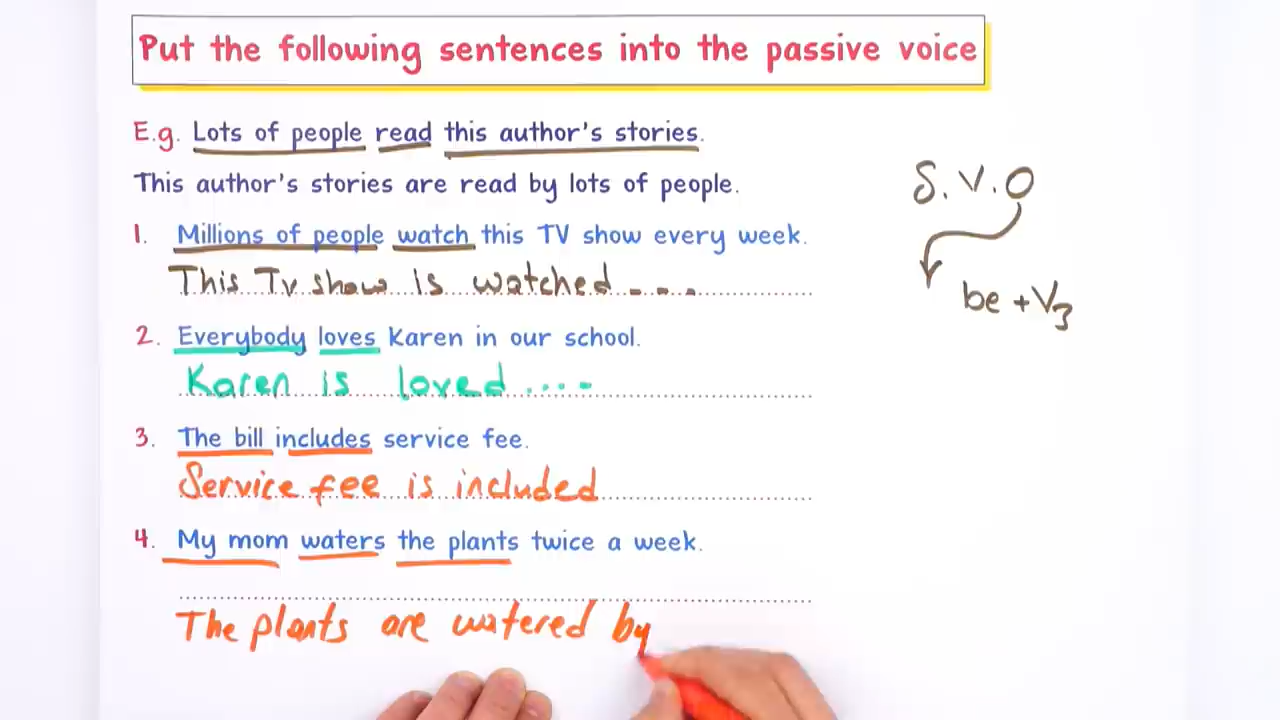 Put the following sentences into the passive voice
E.g. Lots of people read this author's stories.
This author's stories are read by lots of people.
S. V. O
be + V3
1. Millions of people watch this TV show every week.
This Tv show is watched ....
2. Everybody loves Karen in our school.
Karen is loved ....
3. The bill includes service fee.
Service fee is included
4. My mom waters the plants twice a week.
The plants are watered by